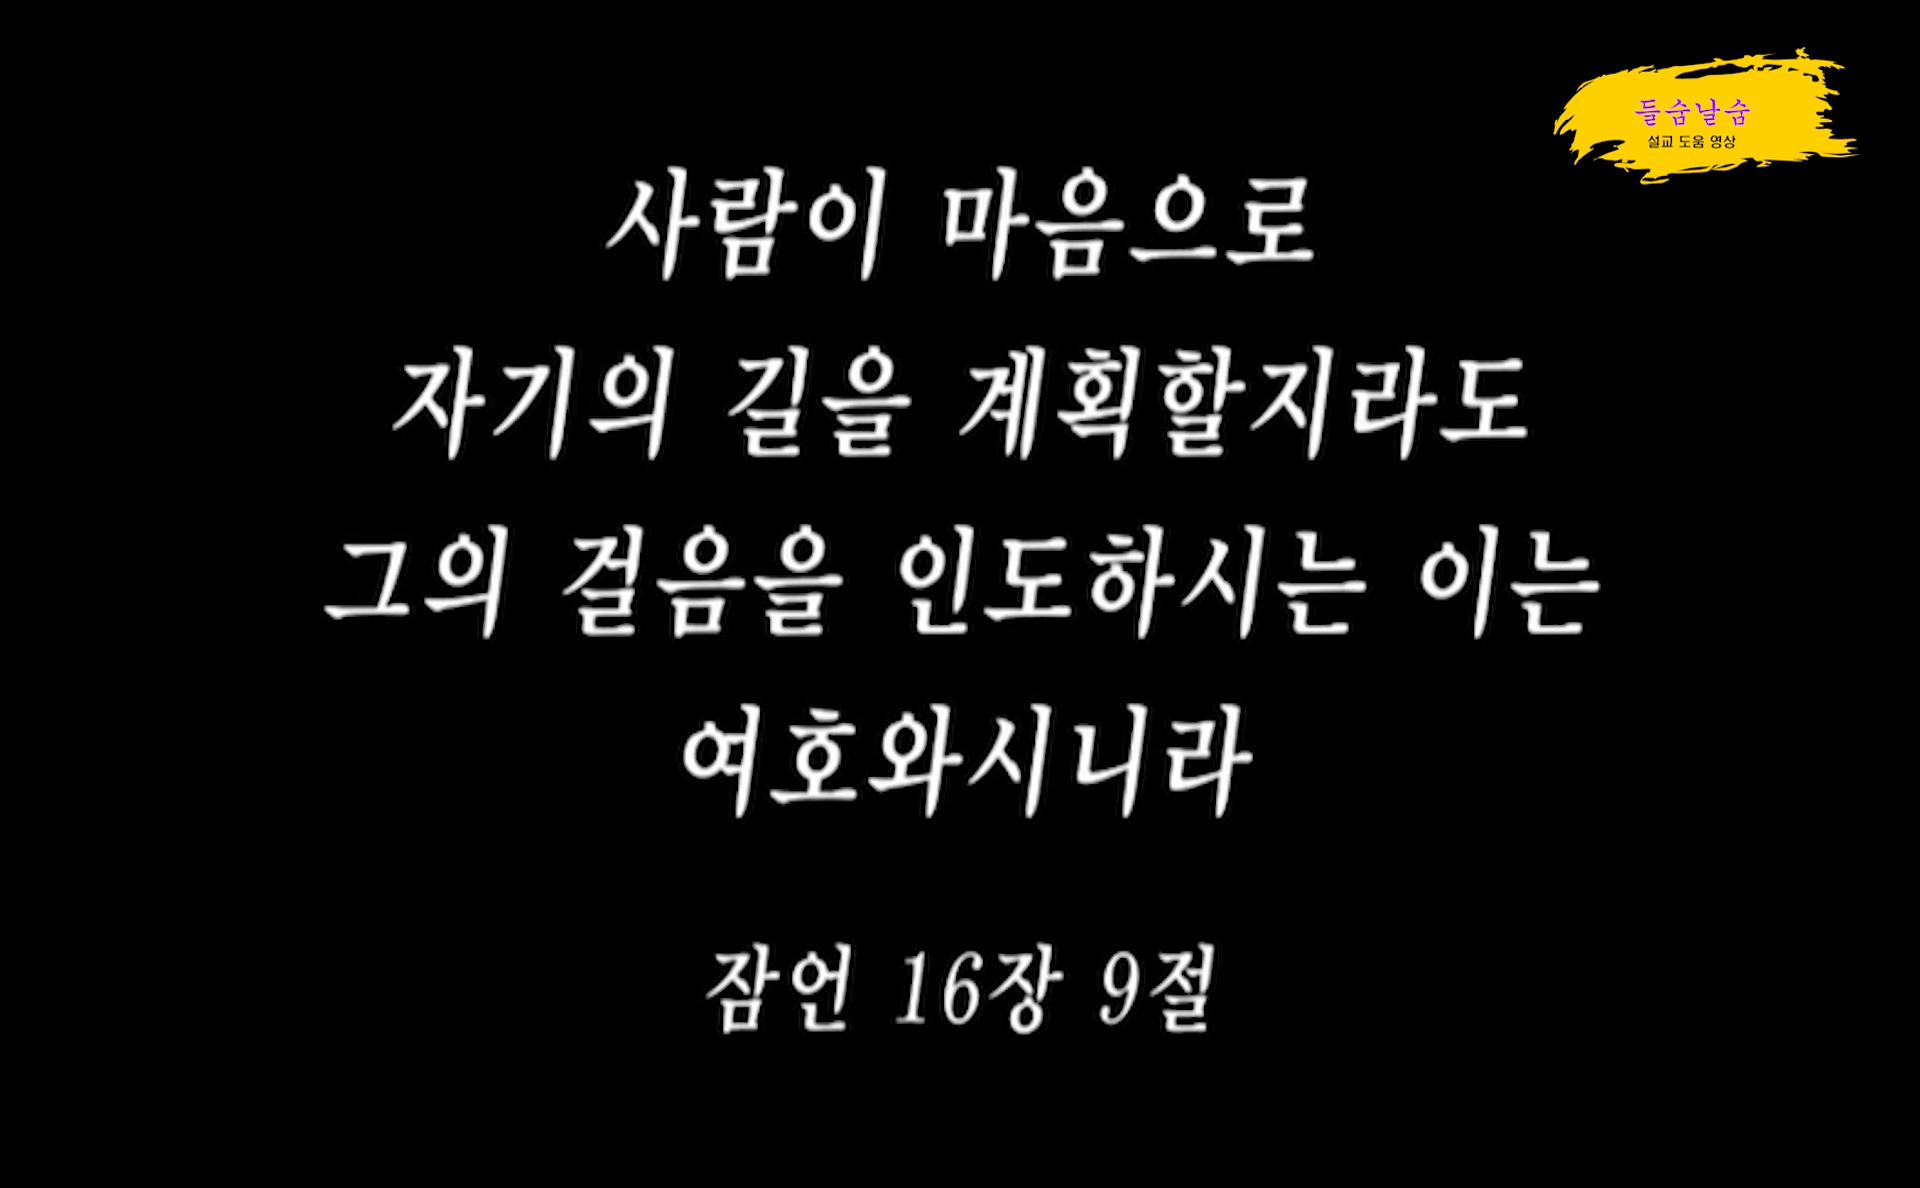 들숨날숨
설교 도움 영상
사람이 마음으로
자기의 길을 계획할지라도
그의 걸음을 인도하시는 이는
여호와시니라
잠언 16장 9절